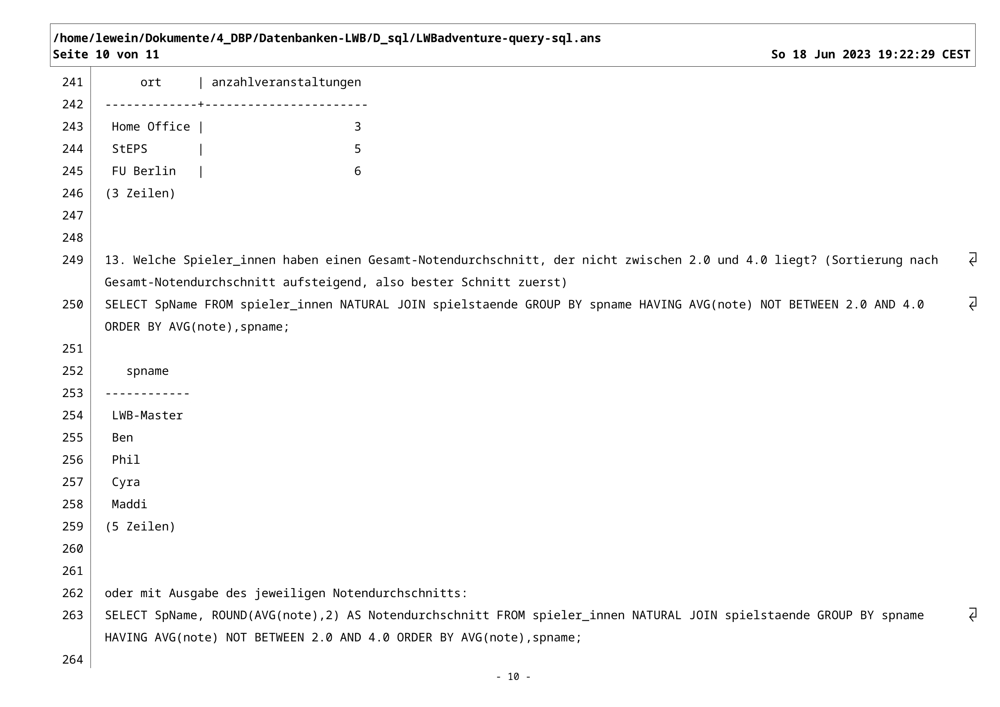 /home/lewein/Dokumente/4_DBP/Datenbanken-LWB/D_sql/LWBadventure-query-sql.ans
Seite 10 von 11 So 18 Jun 2023 19:22:29 CEST
241 ort | anzahlveranstaltungen
242 -------------+-----------------------
243 Home Office | 3
244 StEPS | 5
245 FU Berlin | 6
246 (3 Zeilen)
247
248
249 13. Welche Spieler_innen haben einen Gesamt-Notendurchschnitt, der nicht zwischen 2.0 und 4.0 liegt? (Sortierung nach
Gesamt-Notendurchschnitt aufsteigend, also bester Schnitt zuerst)
250 SELECT SpName FROM spieler_innen NATURAL JOIN spielstaende GROUP BY spname HAVING AVG(note) NOT BETWEEN 2.0 AND 4.0
ORDER BY AVG(note),spname;
251
252 spname
253 ------------
254 LWB-Master
255 Ben
256 Phil
257 Cyra
258 Maddi
259 (5 Zeilen)
260
261
262 oder mit Ausgabe des jeweiligen Notendurchschnitts:
263 SELECT SpName, ROUND(AVG(note),2) AS Notendurchschnitt FROM spieler_innen NATURAL JOIN spielstaende GROUP BY spname
HAVING AVG(note) NOT BETWEEN 2.0 AND 4.0 ORDER BY AVG(note),spname;
264
- 10 -